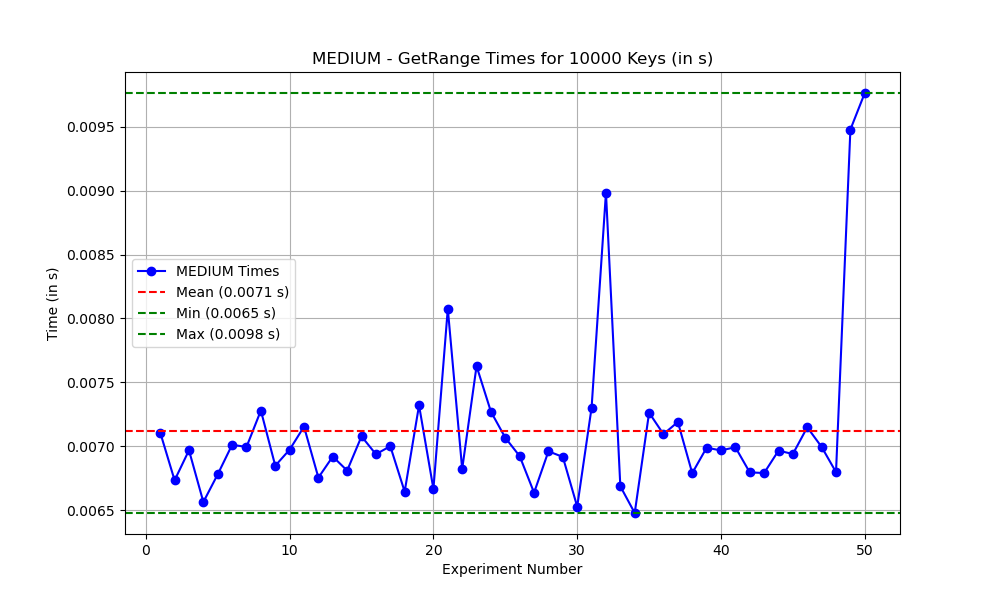 MEDIUM - GetRange Times for 10000 Keys (in s)
Time (in s)
0.0095
0.0090
0.0085
0.0080
0.0075
0.0070
0.0065
MEDIUM Times
Mean (0.0071 s)
Min (0.0065 s)
Max (0.0098 s)
0 10 20 30 40 50
Experiment Number